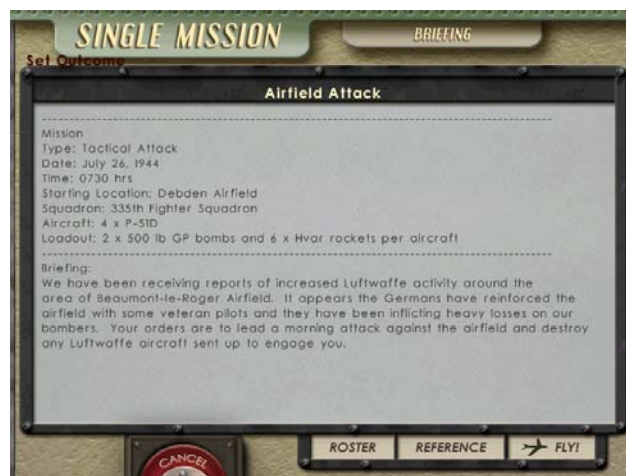 SINGLE MISSION
BRIEFING
Set Outcome
Airfield Attack
Mission
Type: Tactical Attack
Date: July 26, 1944
Time: 0730 hrs
Starting Location: Debden Airfield
Squadron: 335th Fighter Squadron
Aircraft: 4 x P-51D
Loadout: 2 x 500 lb GP bombs and 6 x Hvar rockets per aircraft
Briefing:
We have been receiving reports of increased Luftwaffe activity around the
area of Beaumont-le-Roger Airfield. It appears the Germans have reinforced the
airfield with some veteran pilots and they have been inflicting heavy losses on our
bombers. Your orders are to lead a morning attack against the airfield and destroy
any Luftwaffe aircraft sent up to engage you.
ROSTER
REFERENCE
FLY!
CANCEL